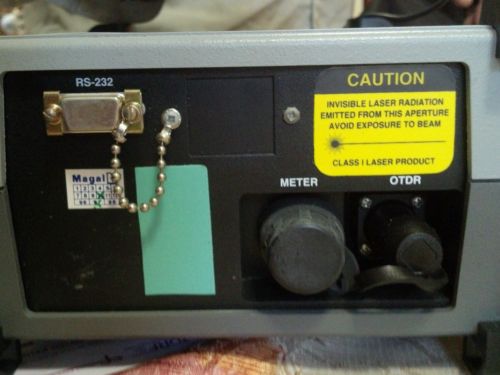 RS-232
CAUTION
INVISIBLE LASER RADIATION
EMITTED FROM THIS APERTURE
AVOID EXPOSURE TO BEAM
CLASS I LASER PRODUCT
Magal
METER
OTDR